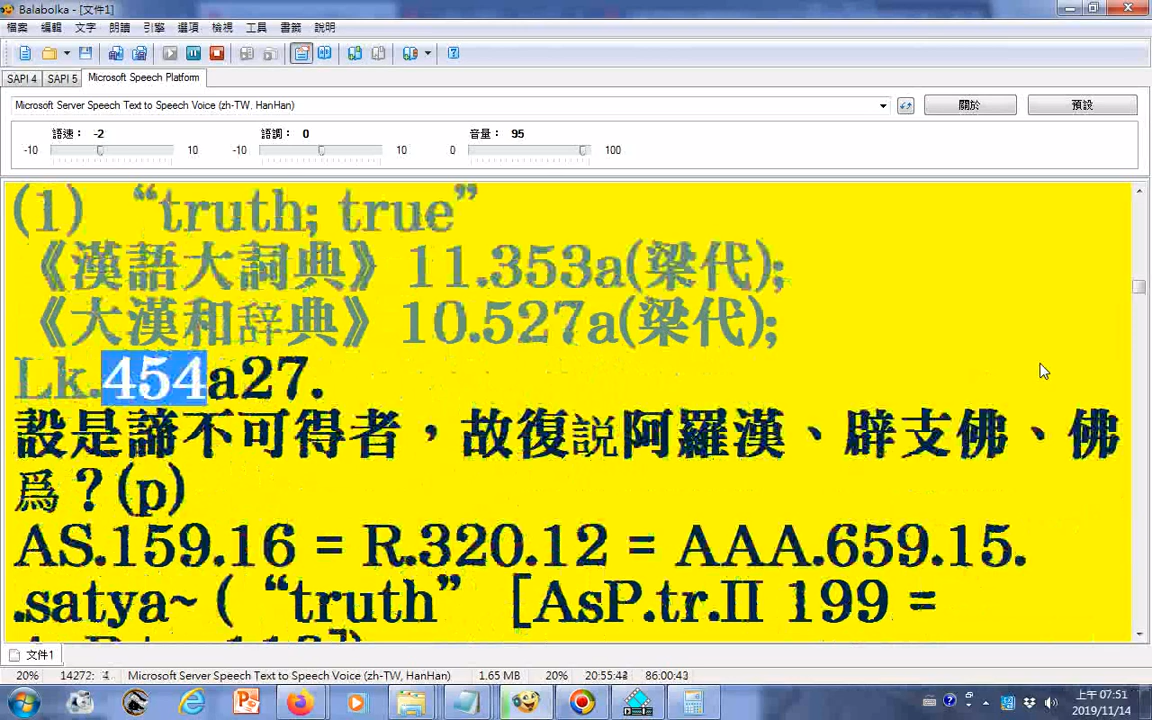 Balabolka - [文件1]
檔案 編輯 文字 朗讀 引擎 選項 檢視 工具 書籤 說明
SAPI 4 SAPI 5 Microsoft Speech Platform
Microsoft Server Speech Text to Speech Voice (zh-TW, HanHan) 關於 預設
語速： -2 語調： 0 音量： 95
-10 10 -10 10 0 100
(1) “truth; true”
《漢語大詞典》 11.353a(梁代);
《大漢和辞典》 10.527a(梁代);
Lk.454a27.
設是諦不可得者，故復説阿羅漢、辟支佛、佛
爲？(p)
AS.159.16 = R.320.12 = AAA.659.15.
.satya~ ( “truth” [AsP.tr.II 199 =
文件1
20% 14272: 4 Microsoft Server Speech Text to Speech Voice (zh-TW, HanHan) 1.65 MB 20% 20:55:42 86:00:43
上午 07:51
2019/11/14